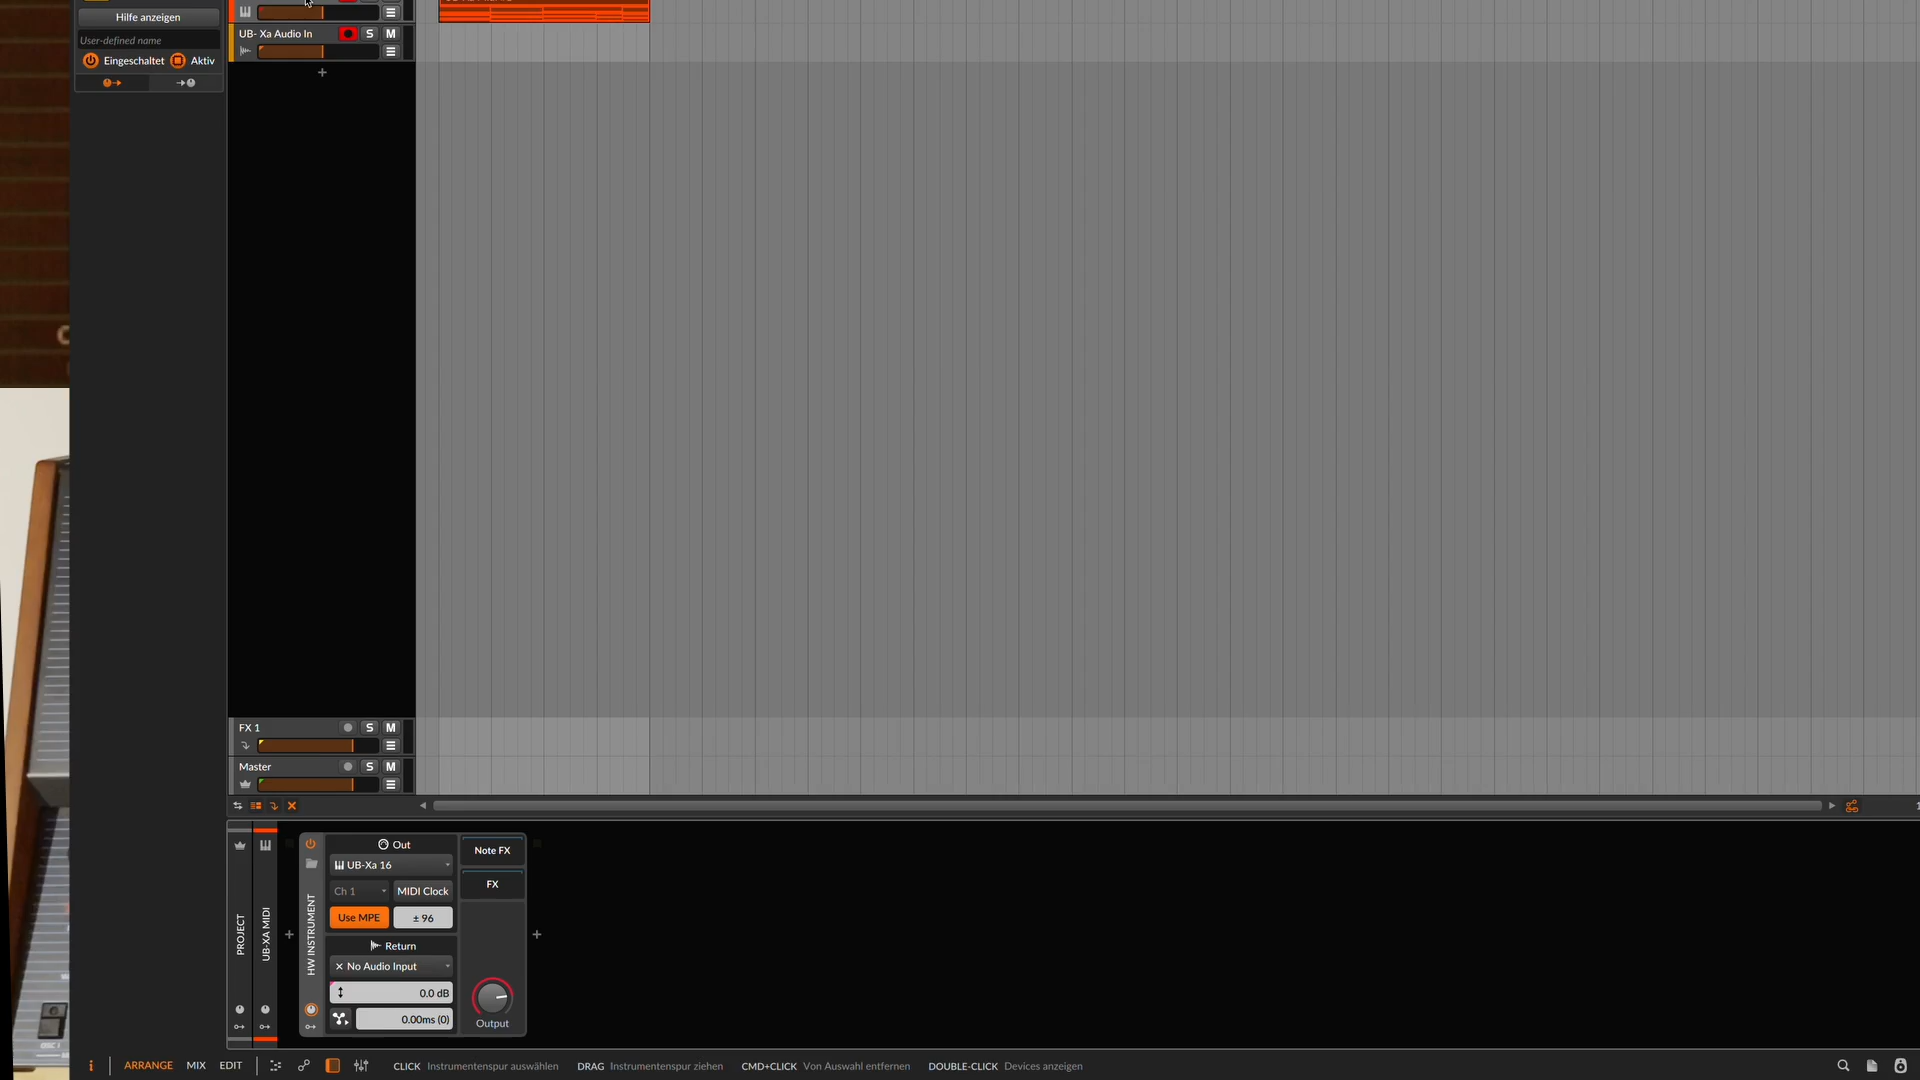 Hilfe anzeigen
User-defined name
Eingeschaltet
Aktiv
UB- Xa Audio In
S
M
+
FX 1
S
M
Master
S
M
PROJECT
UB-XA MIDI
+
HW INSTRUMENT
Out
UB-Xa 16
Ch 1
MIDI Clock
Use MPE
± 96
Return
No Audio Input
0.0 dB
0.00ms (0)
Note FX
FX
Output
+
i
ARRANGE
MIX
EDIT
CLICK Instrumentenspur auswählen
DRAG Instrumentenspur ziehen
CMD+CLICK Von Auswahl entfernen
DOUBLE-CLICK Devices anzeigen